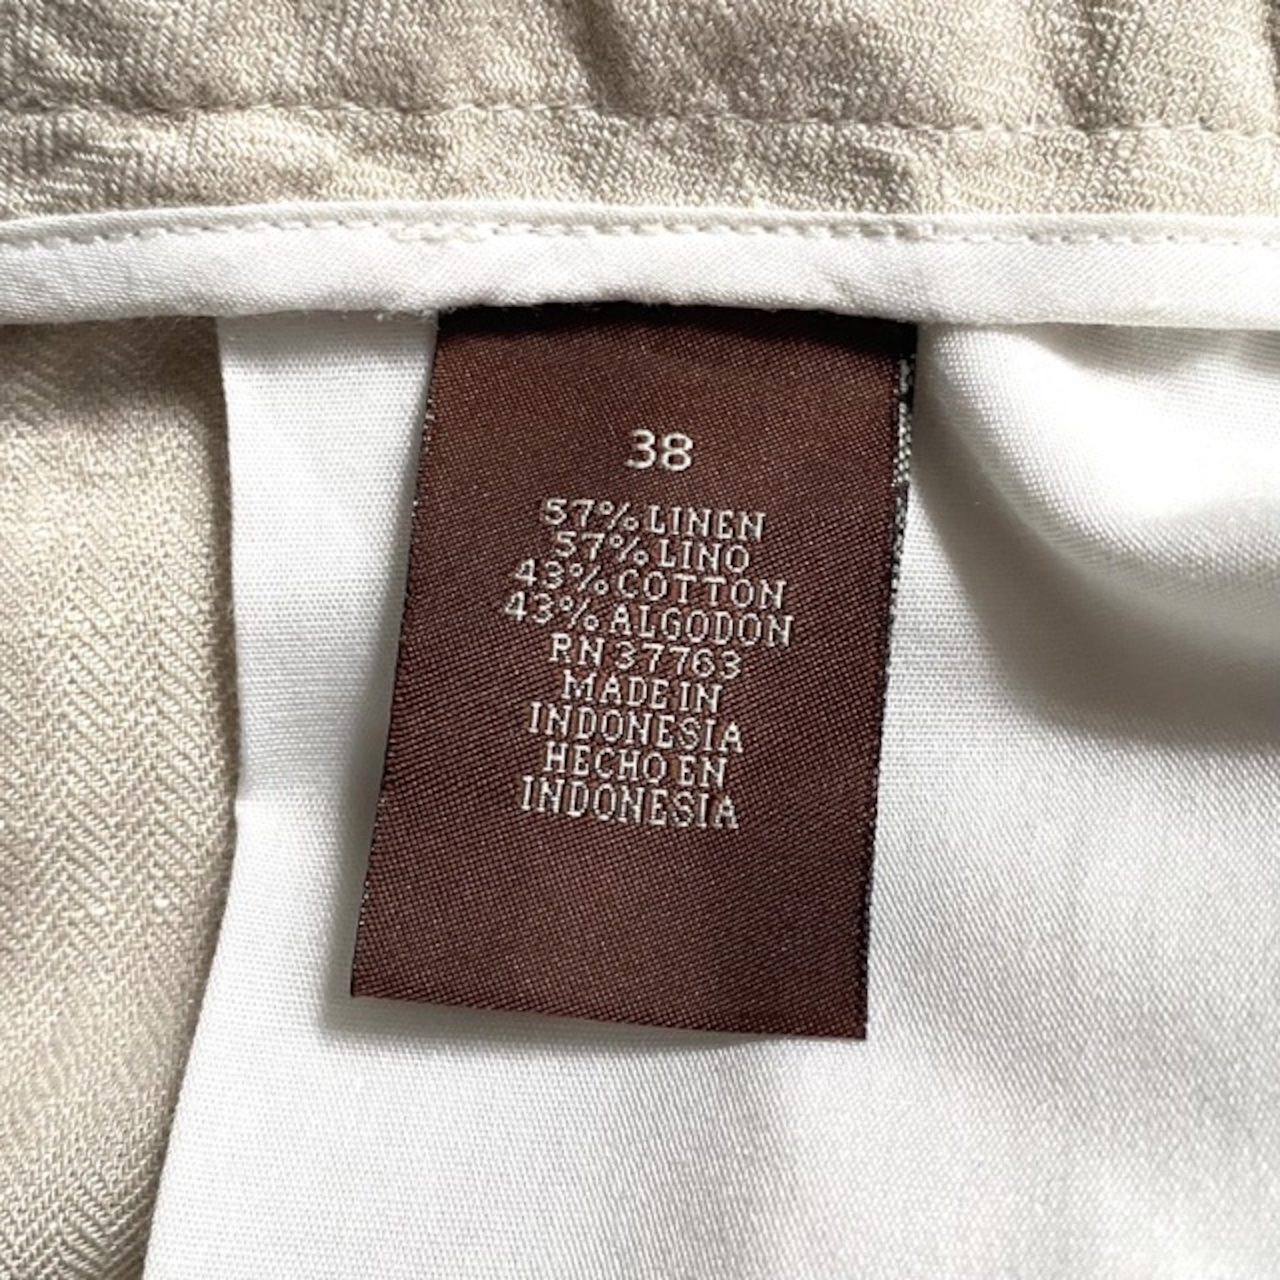 38
57% LINEN
57% LINO
43% COTTON
43% ALGODON
RN 37763
MADE IN
INDONESIA
HECHO EN
INDONESIA